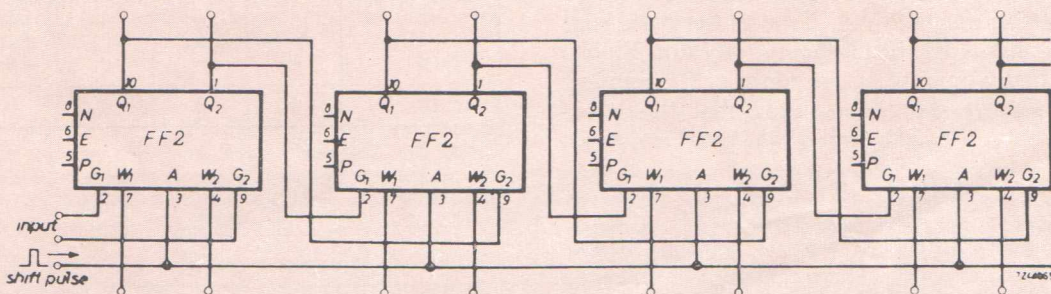 10 1 10 1 10 1 10 1
Q1 Q2 Q1 Q2 Q1 Q2 Q1 Q2
8 N 8 N 8 N 8 N
6 E FF2 6 E FF2 6 E FF2 6 E FF2
5 P 5 P 5 P 5 P
G1 W1 A W2 G2 G1 W1 A W2 G2 G1 W1 A W2 G2 G1 W1 A W2 G2
2 7 3 4 9 2 7 3 4 9 2 7 3 4 9 2 7 3 4 9
input
shift pulse